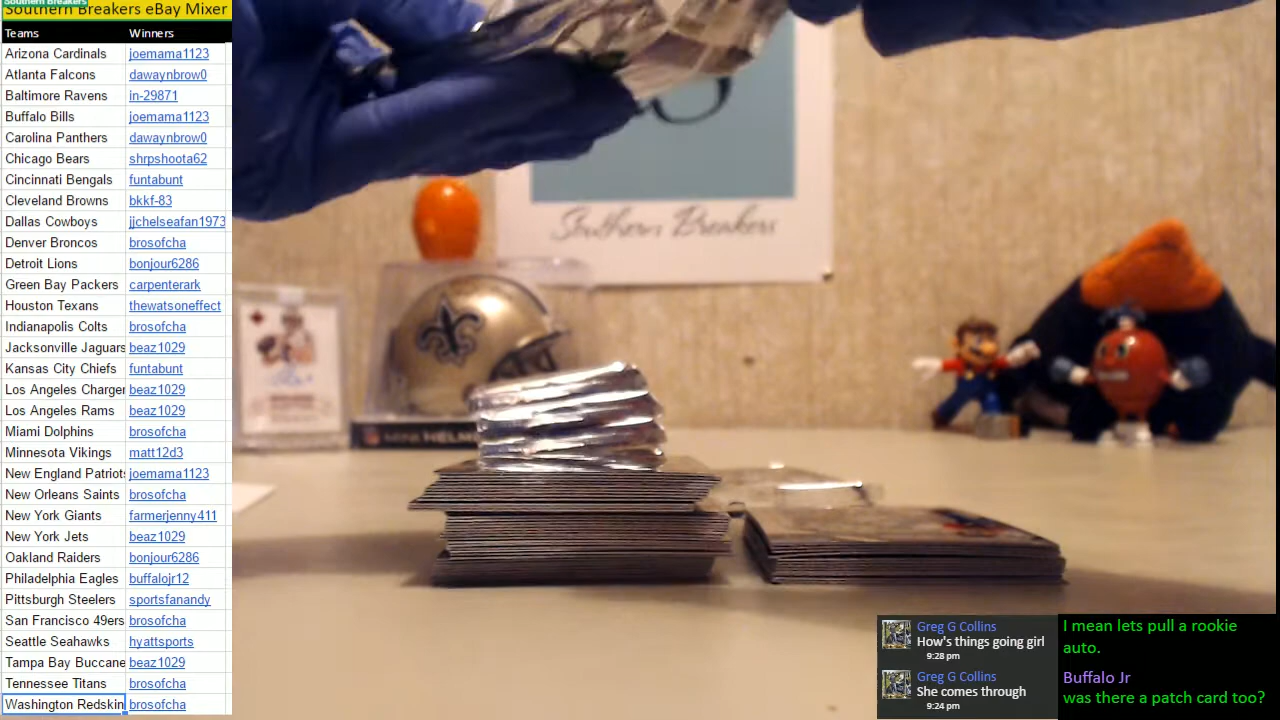 Southern Breakers
Southern Breakers eBay Mixer
Teams Winners
Arizona Cardinals joemama1123
Atlanta Falcons dawaynbrow0
Baltimore Ravens in-29871
Buffalo Bills joemama1123
Carolina Panthers dawaynbrow0
Chicago Bears shrpshoota62
Cincinnati Bengals funtabunt
Cleveland Browns bkkf-83
Dallas Cowboys jjchelseafan1973
Denver Broncos brosofcha
Detroit Lions bonjour6286
Green Bay Packers carpenterark
Houston Texans thewatsoneffect
Indianapolis Colts brosofcha
Jacksonville Jaguars beaz1029
Kansas City Chiefs funtabunt
Los Angeles Charger beaz1029
Los Angeles Rams beaz1029
Miami Dolphins brosofcha
Minnesota Vikings matt12d3
New England Patriots joemama1123
New Orleans Saints brosofcha
New York Giants farmerjenny411
New York Jets beaz1029
Oakland Raiders bonjour6286
Philadelphia Eagles buffalojr12
Pittsburgh Steelers sportsfanandy
San Francisco 49ers brosofcha
Seattle Seahawks hyattsports
Tampa Bay Buccane beaz1029
Tennessee Titans brosofcha
Washington Redskin brosofcha
Southern Breakers
MINI HELM
Greg G Collins
How's things going girl
9:28 pm
Greg G Collins
She comes through
9:24 pm
I mean lets pull a rookie
auto.
Buffalo Jr
was there a patch card too?